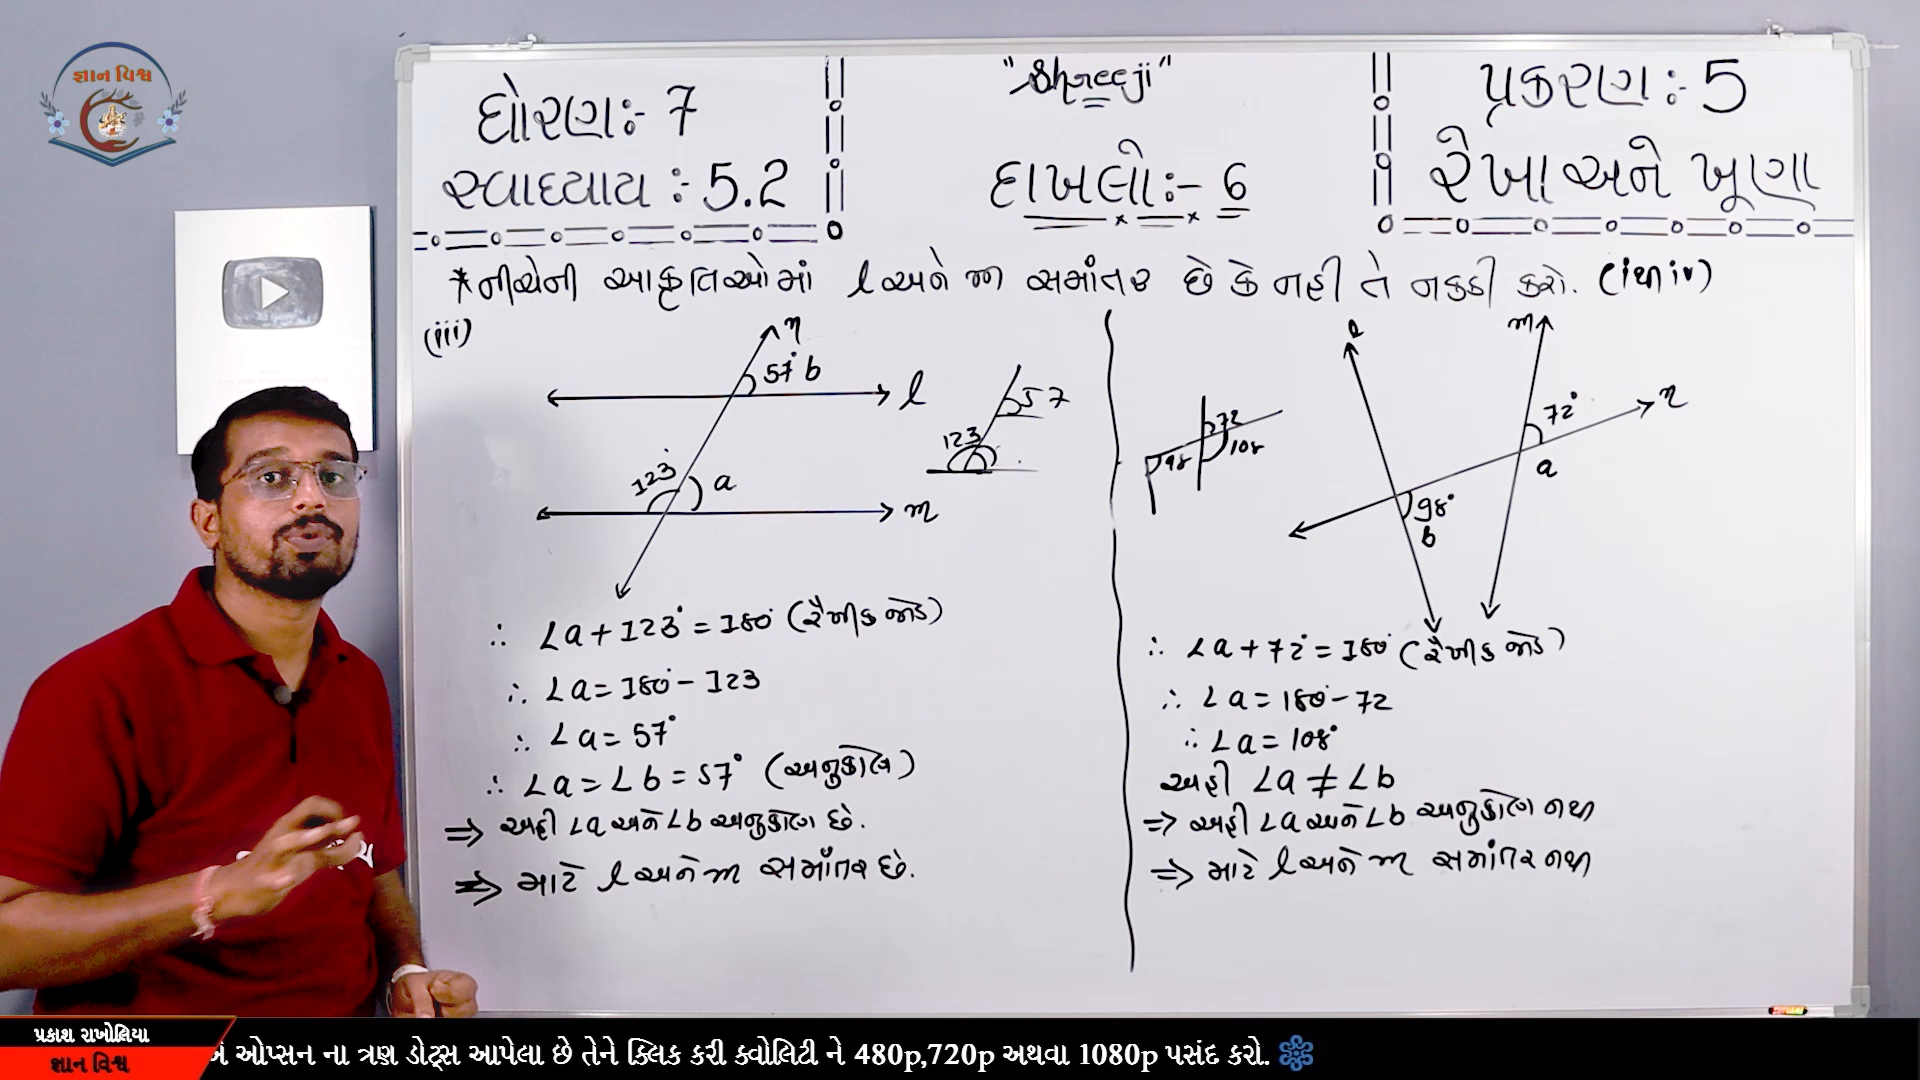 જ્ઞાન વિશ્વ
ધોરણ:- 7
સ્વાધ્યાય :- 5.2
"Shreeji"
દાખલો:- 6
પ્રકરણ :- 5
રેખા અને ખૂણા
*નીચેની આકૃતિઓમાં l અને m સમાંતર છે કે નહી તે નક્કી કરો. (i થી iv)
(iii)
n
57° b
l
123°
a
m
57
123
∴ ∠a + 123° = 180° (રૈખીક જોડ)
∴ ∠a = 180° - 123
∴ ∠a = 57°
∴ ∠a = ∠b = 57° (અનુકોણ)
⇒ અહી ∠a અને ∠b અનુકોણ છે.
⇒ માટે l અને m સમાંતર છે.
l
m
n
72°
a
98°
b
72
108
98
∴ ∠a + 72° = 180° (રૈખીક જોડ)
∴ ∠a = 180° - 72
∴ ∠a = 108°
અહી ∠a ≠ ∠b
⇒ અહી ∠a અને ∠b અનુકોણ નથી
⇒ માટે l અને m સમાંતર નથી
પ્રકાશ રાખોલિયા
જ્ઞાન વિશ્વ
ઓપ્સન ના ત્રણ ડોટ્સ આપેલા છે તેને ક્લિક કરી ક્વોલિટી ને 480p,720p અથવા 1080p પસંદ કરો.